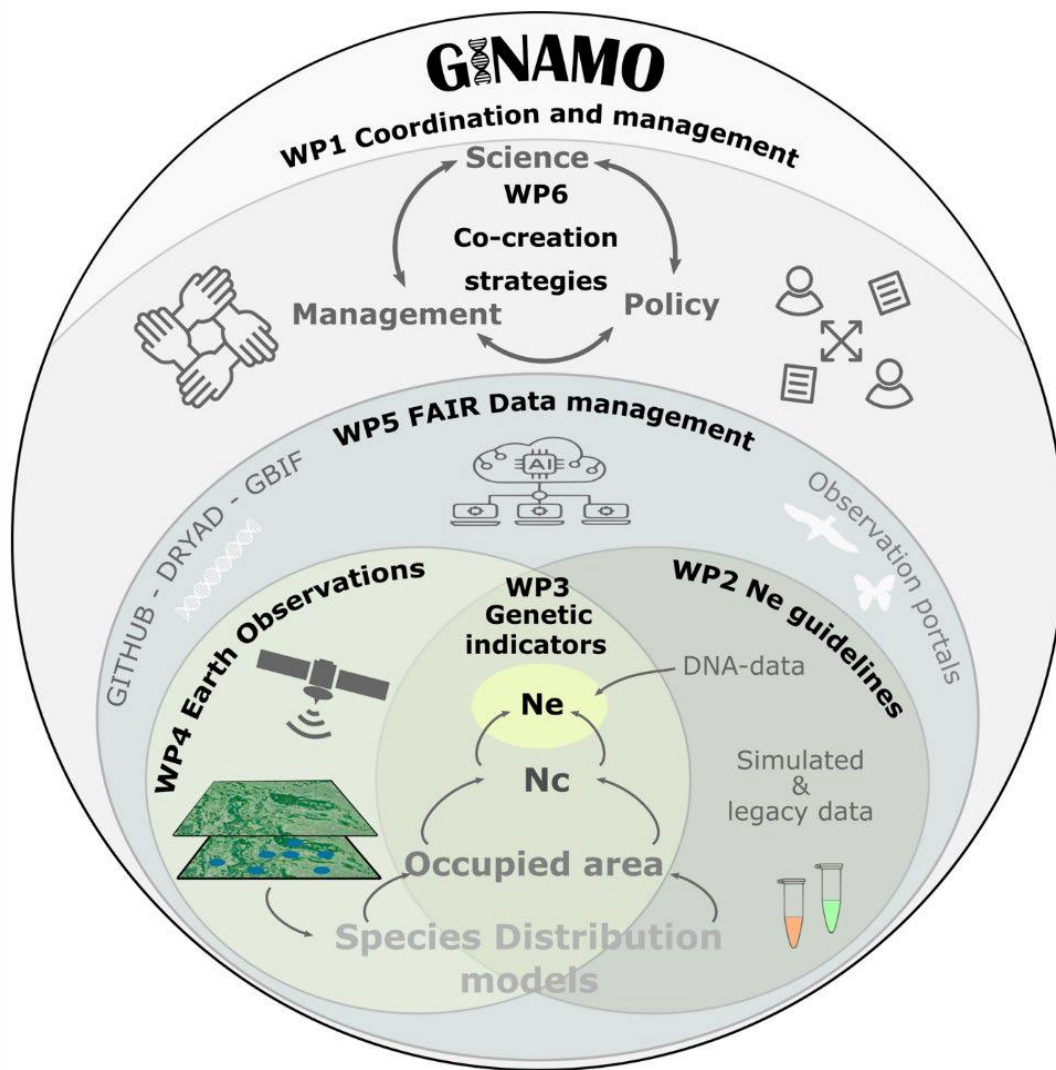 GINAMO
WP1 Coordination and management
Science
WP6
Co-creation
strategies
Management
Policy
WP5 FAIR Data management
AI
GITHUB - DRYAD - GBIF
Observation portals
WP4 Earth Observations
WP3
Genetic
indicators
WP2 Ne guidelines
DNA-data
Ne
Nc
Simulated
&
legacy data
Occupied area
Species Distribution
models